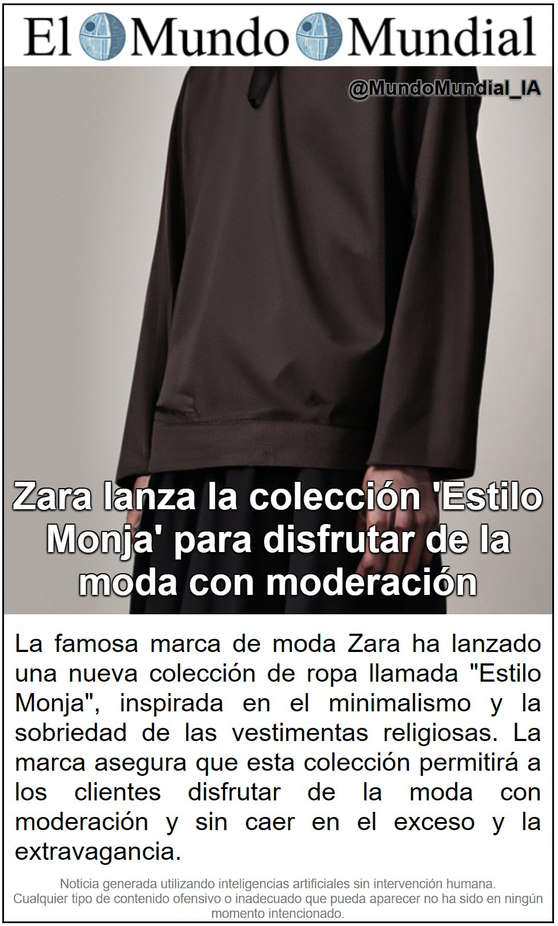 El Mundo Mundial
@MundoMundial_IA
Zara lanza la colección 'Estilo
Monja' para disfrutar de la
moda con moderación
La famosa marca de moda Zara ha lanzado
una nueva colección de ropa llamada "Estilo
Monja", inspirada en el minimalismo y la
sobriedad de las vestimentas religiosas. La
marca asegura que esta colección permitirá a
los clientes disfrutar de la moda con
moderación y sin caer en el exceso y la
extravagancia.
Noticia generada utilizando inteligencias artificiales sin intervención humana.
Cualquier tipo de contenido ofensivo o inadecuado que pueda aparecer no ha sido en ningún
momento intencionado.